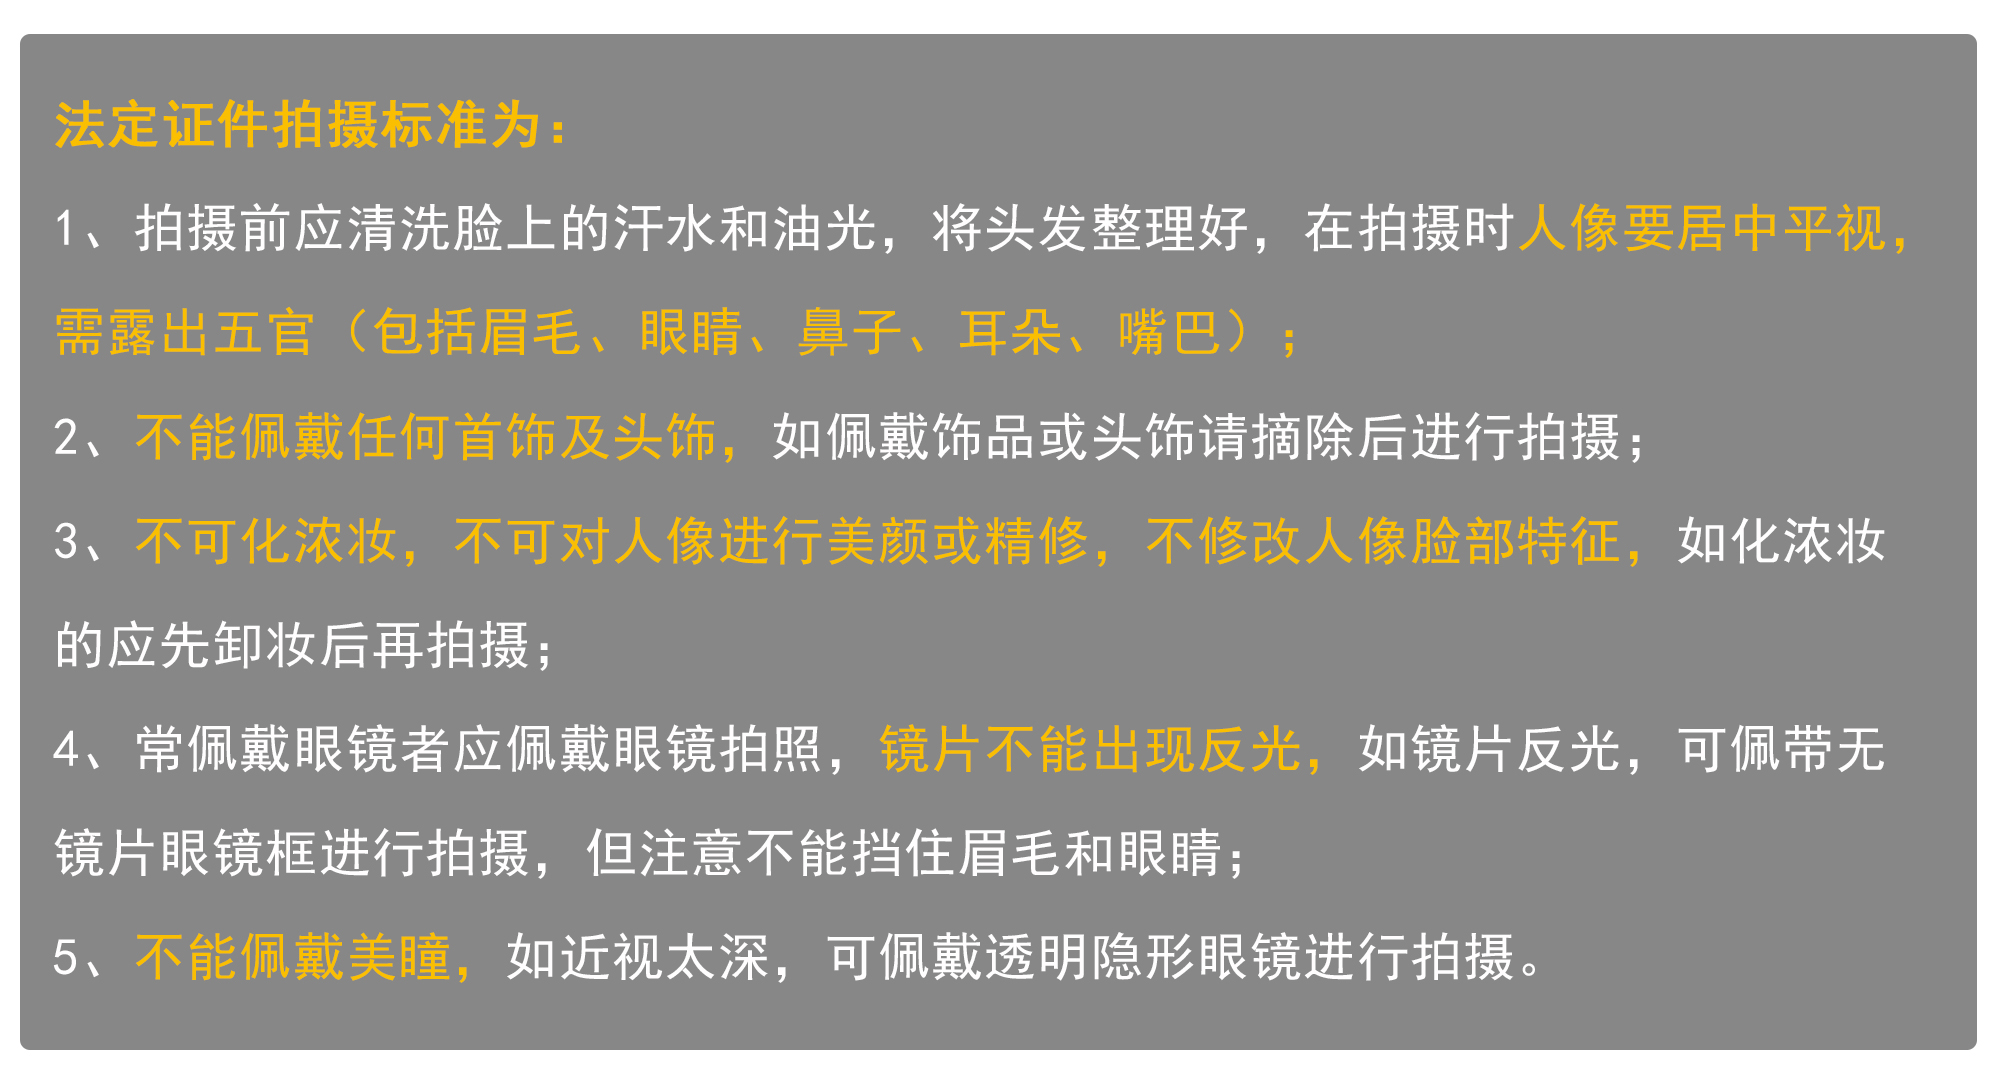 法定证件拍摄标准为：
1、拍摄前应清洗脸上的汗水和油光，将头发整理好，在拍摄时人像要居中平视，
需露出五官（包括眉毛、眼睛、鼻子、耳朵、嘴巴）；
2、不能佩戴任何首饰及头饰，如佩戴饰品或头饰请摘除后进行拍摄；
3、不可化浓妆，不可对人像进行美颜或精修，不修改人像脸部特征，如化浓妆
的应先卸妆后再拍摄；
4、常佩戴眼镜者应佩戴眼镜拍照，镜片不能出现反光，如镜片反光，可佩带无
镜片眼镜框进行拍摄，但注意不能挡住眉毛和眼睛；
5、不能佩戴美瞳，如近视太深，可佩戴透明隐形眼镜进行拍摄。